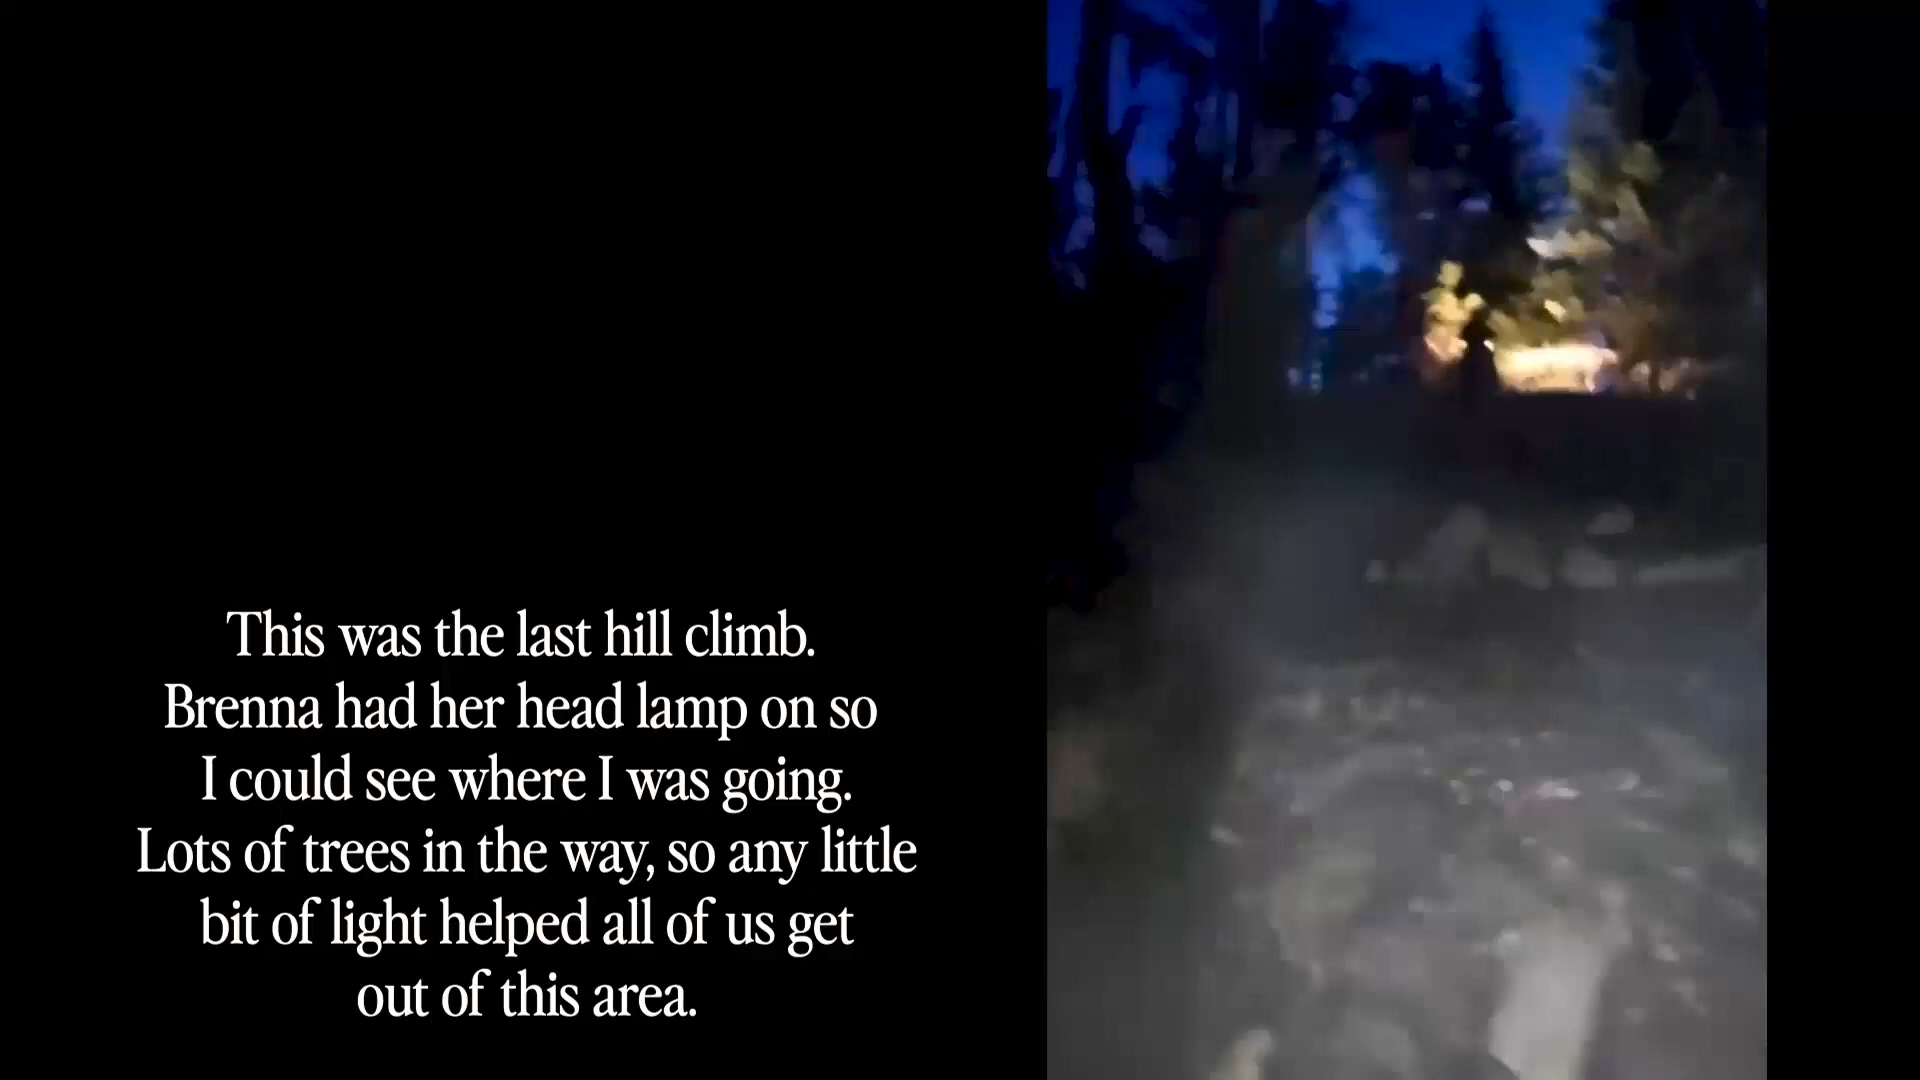 This was the last hill climb.
Brenna had her head lamp on so
I could see where I was going.
Lots of trees in the way, so any little
bit of light helped all of us get
out of this area.